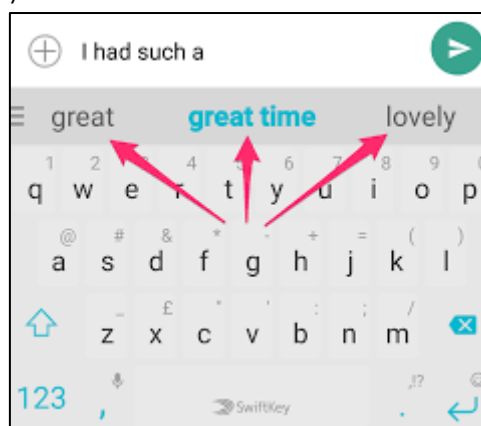 I had such a
great great time lovely
1 2 3 4 5 6 7 8 9 0
q w e r t y u i o p
@ # & * - + = ( )
a s d f g h j k l
_ £ " ' : ; /
z x c v b n m
123 , SwiftKey . ,!?